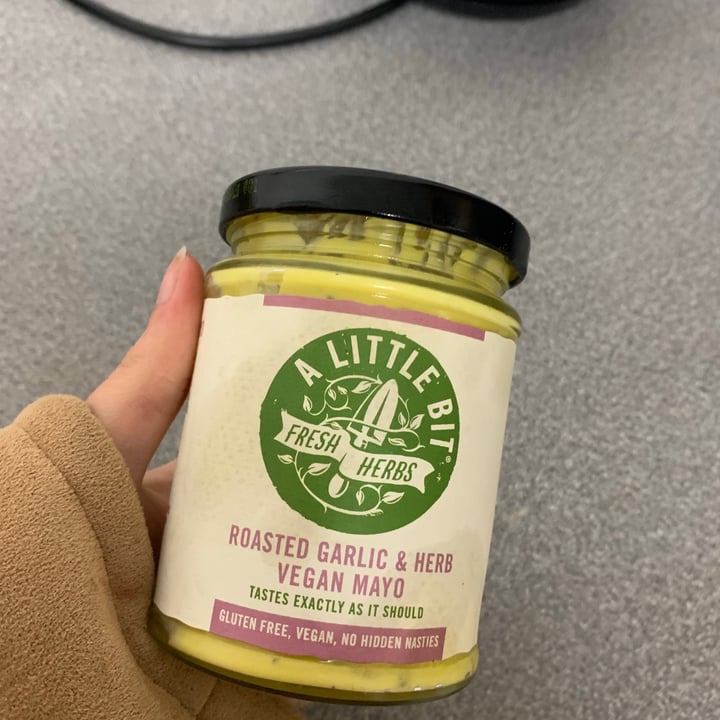 A LITTLE BIT®
FRESH HERBS
ROASTED GARLIC & HERB
VEGAN MAYO
TASTES EXACTLY AS IT SHOULD
GLUTEN FREE, VEGAN, NO HIDDEN NASTIES